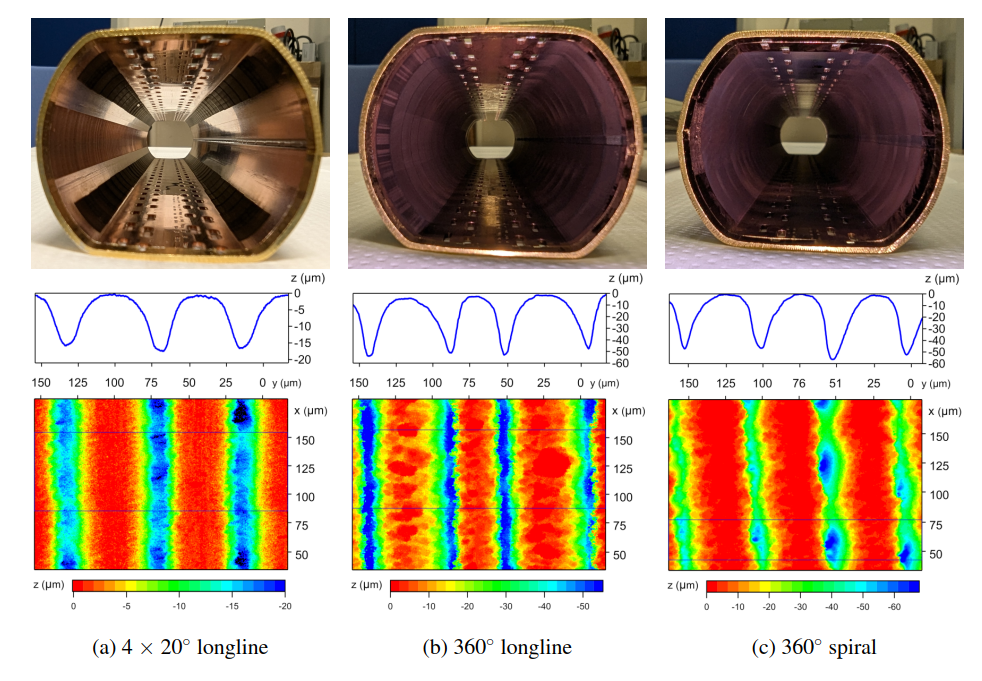 z (μm) z (μm) z (μm)
0 0 0
-5 -10 -10
-10 -20 -20
-15 -30 -30
-20 -40 -40
-50 -50
-60 -60
150 125 100 75 50 25 0 y (μm)
150 125 100 75 50 25 0 y (μm)
150 125 100 76 51 25 0 y (μm)
x (μm) x (μm) x (μm)
150 150 150
125 125 125
100 100 100
75 75 75
50 50 50
z (μm) z (μm) z (μm)
0 -5 -10 -15 -20
0 -10 -20 -30 -40 -50
0 -10 -20 -30 -40 -50 -60
(a) 4 × 20° longline
(b) 360° longline
(c) 360° spiral